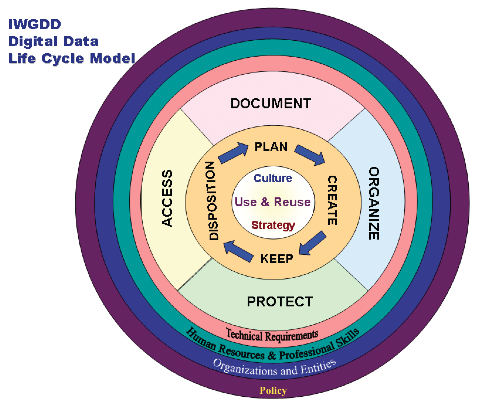 IWGDD
Digital Data
Life Cycle Model
DOCUMENT
PLAN
ACCESS
DISPOSITION
Culture
Use & Reuse
Strategy
CREATE
ORGANIZE
KEEP
PROTECT
Technical Requirements
Human Resources & Professional Skills
Organizations and Entities
Policy